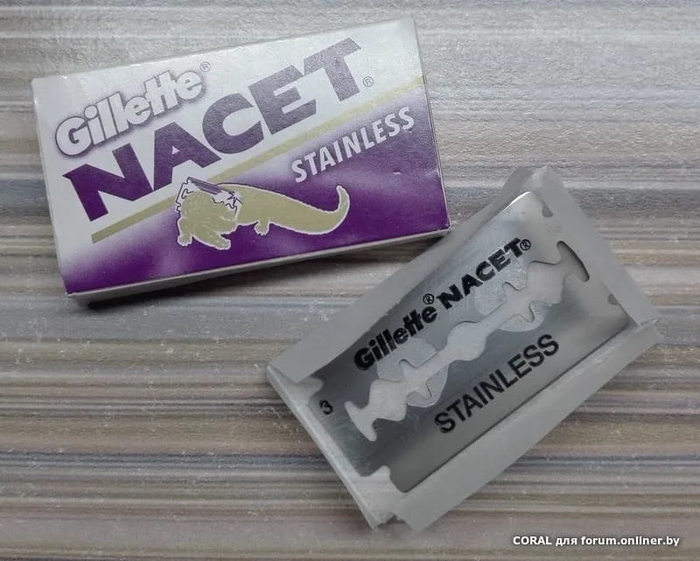 Gillette®
NACET®
STAINLESS
Gillette® NACET®
STAINLESS
3
CORAL для forum.onliner.by